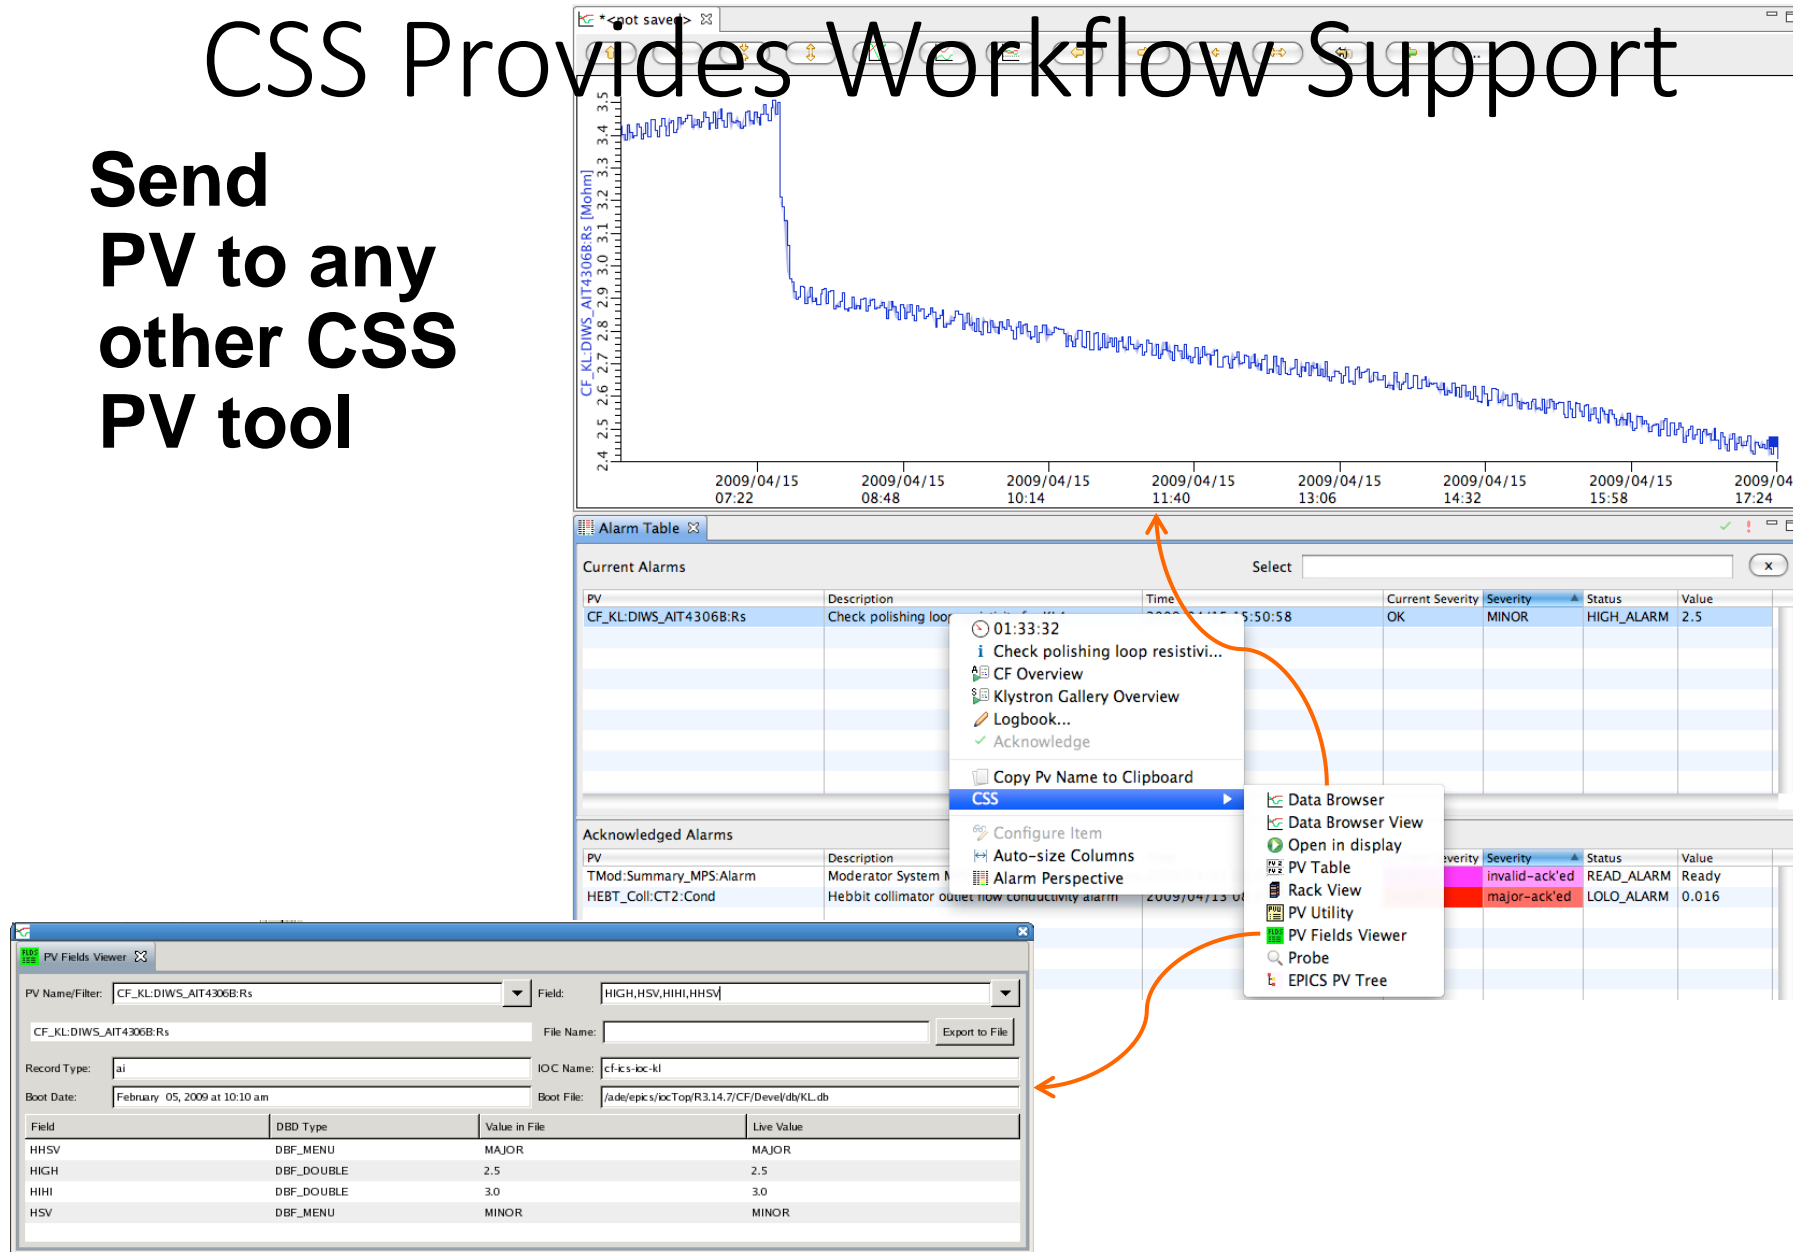 CSS Provides Workflow Support
Send
PV to any
other CSS
PV tool
*<not saved>
CF_KL:DIWS_AIT4306B:Rs [Mohm]
3.5
3.4
3.3
3.2
3.1
3.0
2.9
2.8
2.7
2.6
2.5
2.4
2009/04/15 2009/04/15 2009/04/15 2009/04/15 2009/04/15 2009/04/15 2009/04/15 2009/04
07:22 08:48 10:14 11:40 13:06 14:32 15:58 17:24
Alarm Table
Current Alarms Select x
PV Description Time Current Severity Severity Status Value
CF_KL:DIWS_AIT4306B:Rs Check polishing loop 15:50:58 OK MINOR HIGH_ALARM 2.5
01:33:32
i Check polishing loop resistivi...
CF Overview
Klystron Gallery Overview
Logbook...
Acknowledge
Copy Pv Name to Clipboard
CSS
Configure Item
Auto-size Columns
Alarm Perspective
Data Browser
Data Browser View
Open in display
PV Table
Rack View
PV Utility
PV Fields Viewer
Probe
EPICS PV Tree
Acknowledged Alarms
PV Description everity Severity Status Value
TMod:Summary_MPS:Alarm Moderator System invalid-ack'ed READ_ALARM Ready
HEBT_Coll:CT2:Cond Hebbit collimator outlet flow conductivity alarm 2009/04/13 major-ack'ed LOLO_ALARM 0.016
PV Fields Viewer
PV Name/Filter: CF_KL:DIWS_AIT4306B:Rs Field: HIGH,HSV,HIHI,HHSV
CF_KL:DIWS_AIT4306B:Rs File Name: Export to File
Record Type: ai IOC Name: cf-ics-ioc-kl
Boot Date: February 05, 2009 at 10:10 am Boot File: /ade/epics/iocTop/R3.14.7/CF/Devel/db/KL.db
Field DBD Type Value in File Live Value
HHSV DBF_MENU MAJOR MAJOR
HIGH DBF_DOUBLE 2.5 2.5
HIHI DBF_DOUBLE 3.0 3.0
HSV DBF_MENU MINOR MINOR